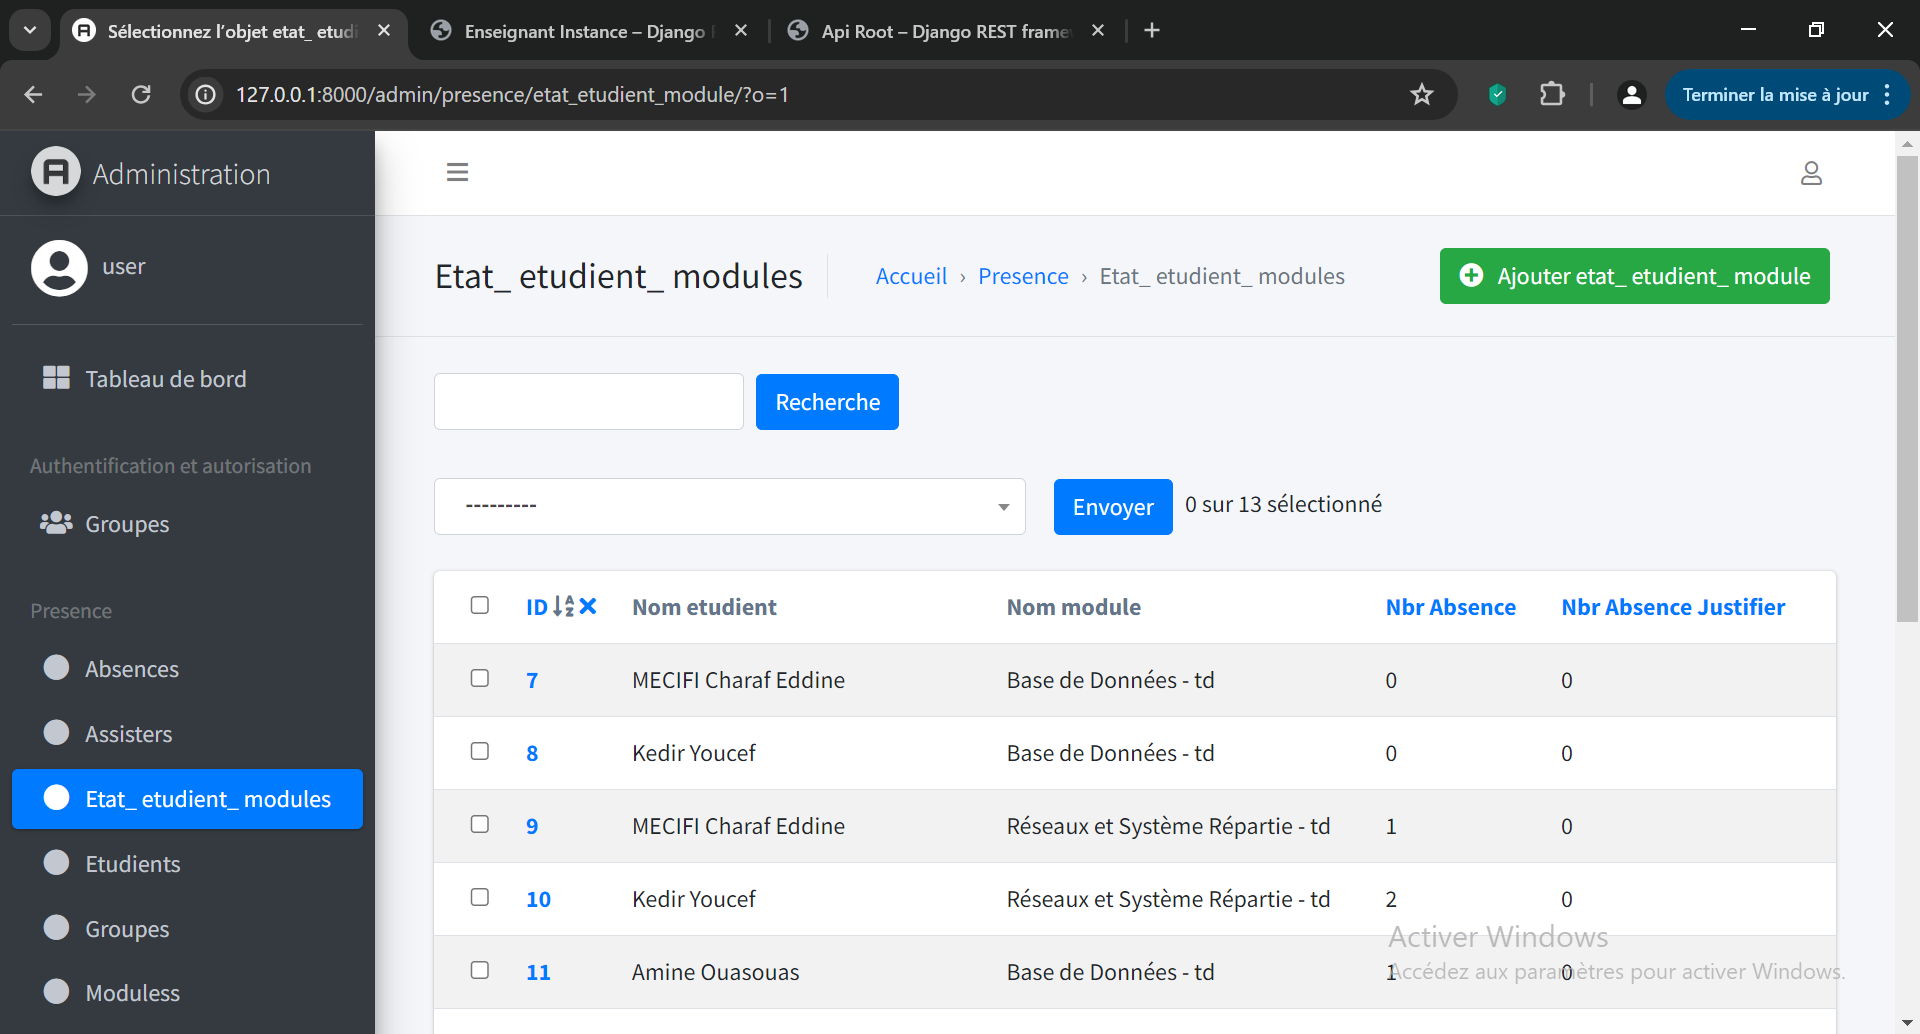 Sélectionnez l’objet etat_ etudi
Enseignant Instance – Django
Api Root – Django REST frame
127.0.0.1:8000/admin/presence/etat_etudient_module/?o=1
Terminer la mise à jour
Administration
user
Tableau de bord
Authentification et autorisation
Groupes
Presence
Absences
Assisters
Etat_ etudient_ modules
Etudients
Groupes
Moduless
Etat_ etudient_ modules
Accueil › Presence › Etat_ etudient_ modules
Ajouter etat_ etudient_ module
Recherche
---------
Envoyer
0 sur 13 sélectionné
ID Nom etudient Nom module Nbr Absence Nbr Absence Justifier
7 MECIFI Charaf Eddine Base de Données - td 0 0
8 Kedir Youcef Base de Données - td 0 0
9 MECIFI Charaf Eddine Réseaux et Système Répartie - td 1 0
10 Kedir Youcef Réseaux et Système Répartie - td 2 0
11 Amine Ouasouas Base de Données - td 1 0
Activer Windows
Accédez aux paramètres pour activer Windows.